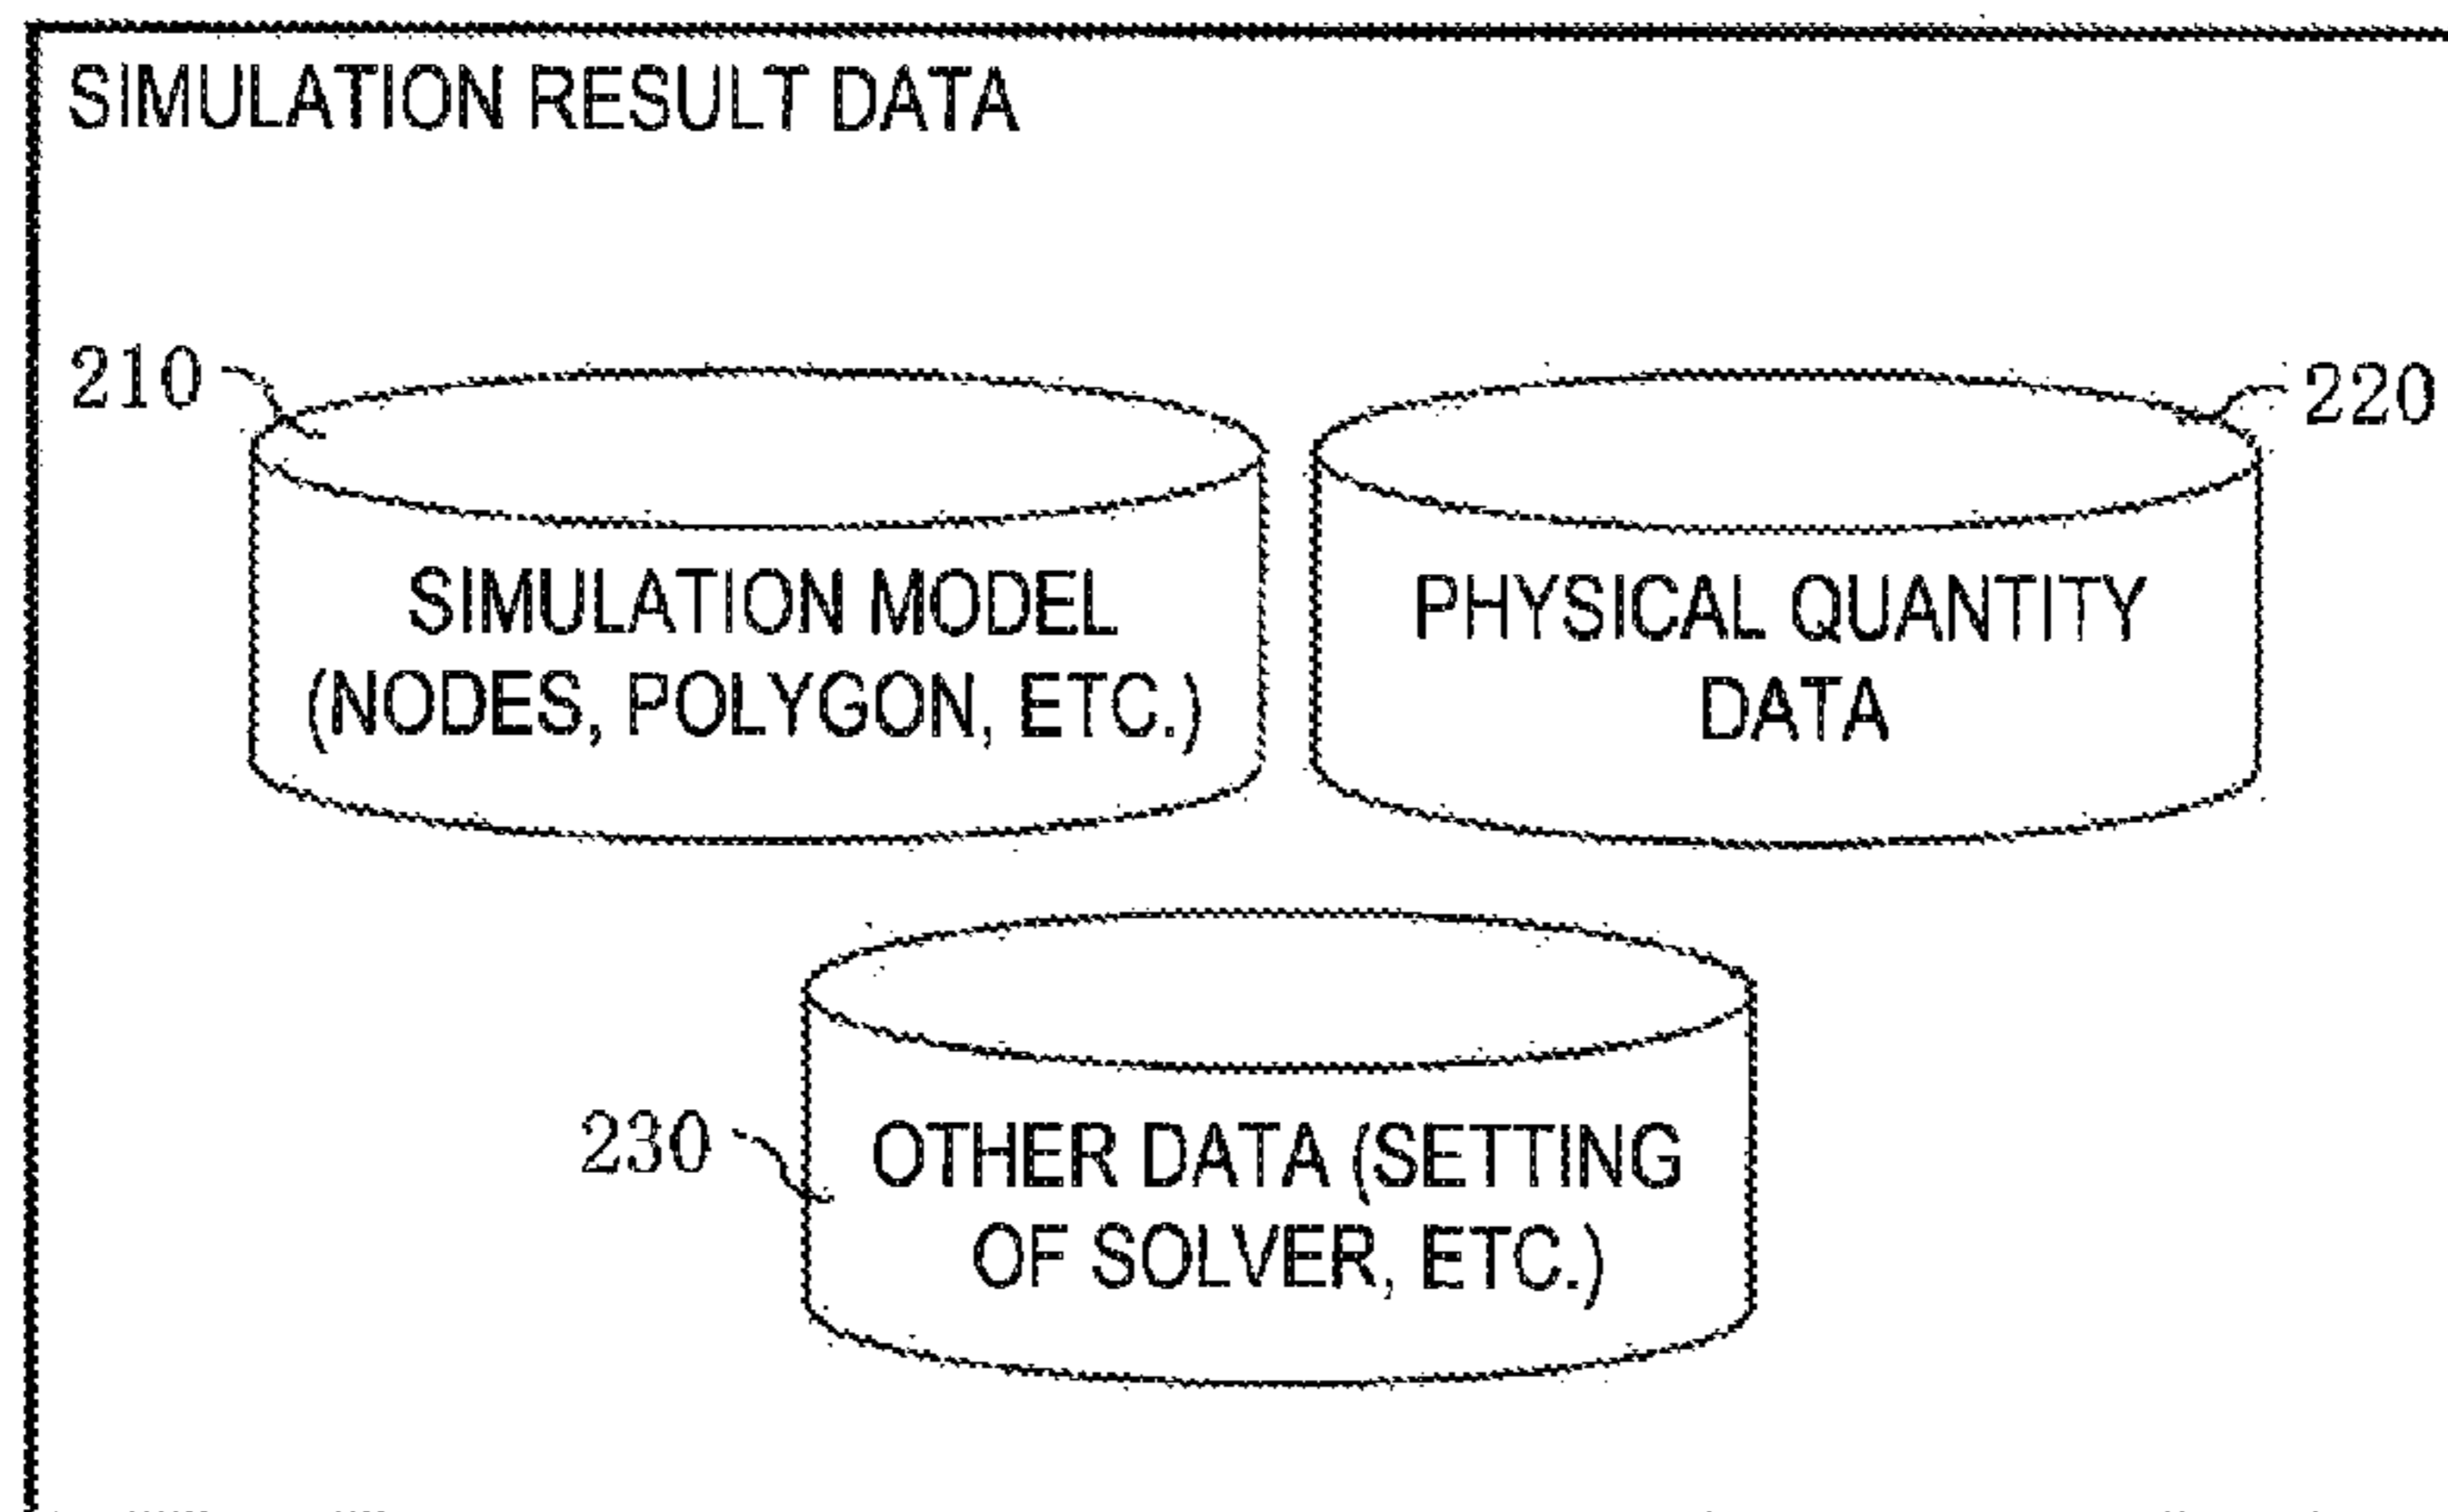 SIMULATION RESULT DATA
210
220
SIMULATION MODEL
(NODES, POLYGON, ETC.)
PHYSICAL QUANTITY
DATA
230
OTHER DATA (SETTING
OF SOLVER, ETC.)